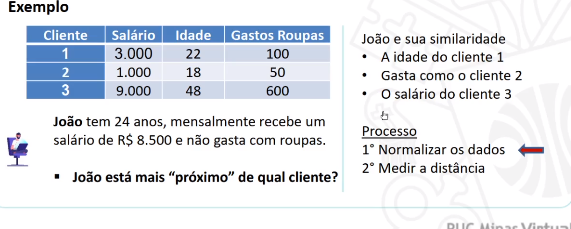 Exemplo
Cliente Salário Idade Gastos Roupas
1 3.000 22 100
2 1.000 18 50
3 9.000 48 600
João tem 24 anos, mensalmente recebe um
salário de R$ 8.500 e não gasta com roupas.
▪ João está mais “próximo” de qual cliente?
João e sua similaridade
• A idade do cliente 1
• Gasta como o cliente 2
• O salário do cliente 3
Processo
1° Normalizar os dados
2° Medir a distância
PUC Minas Virtual